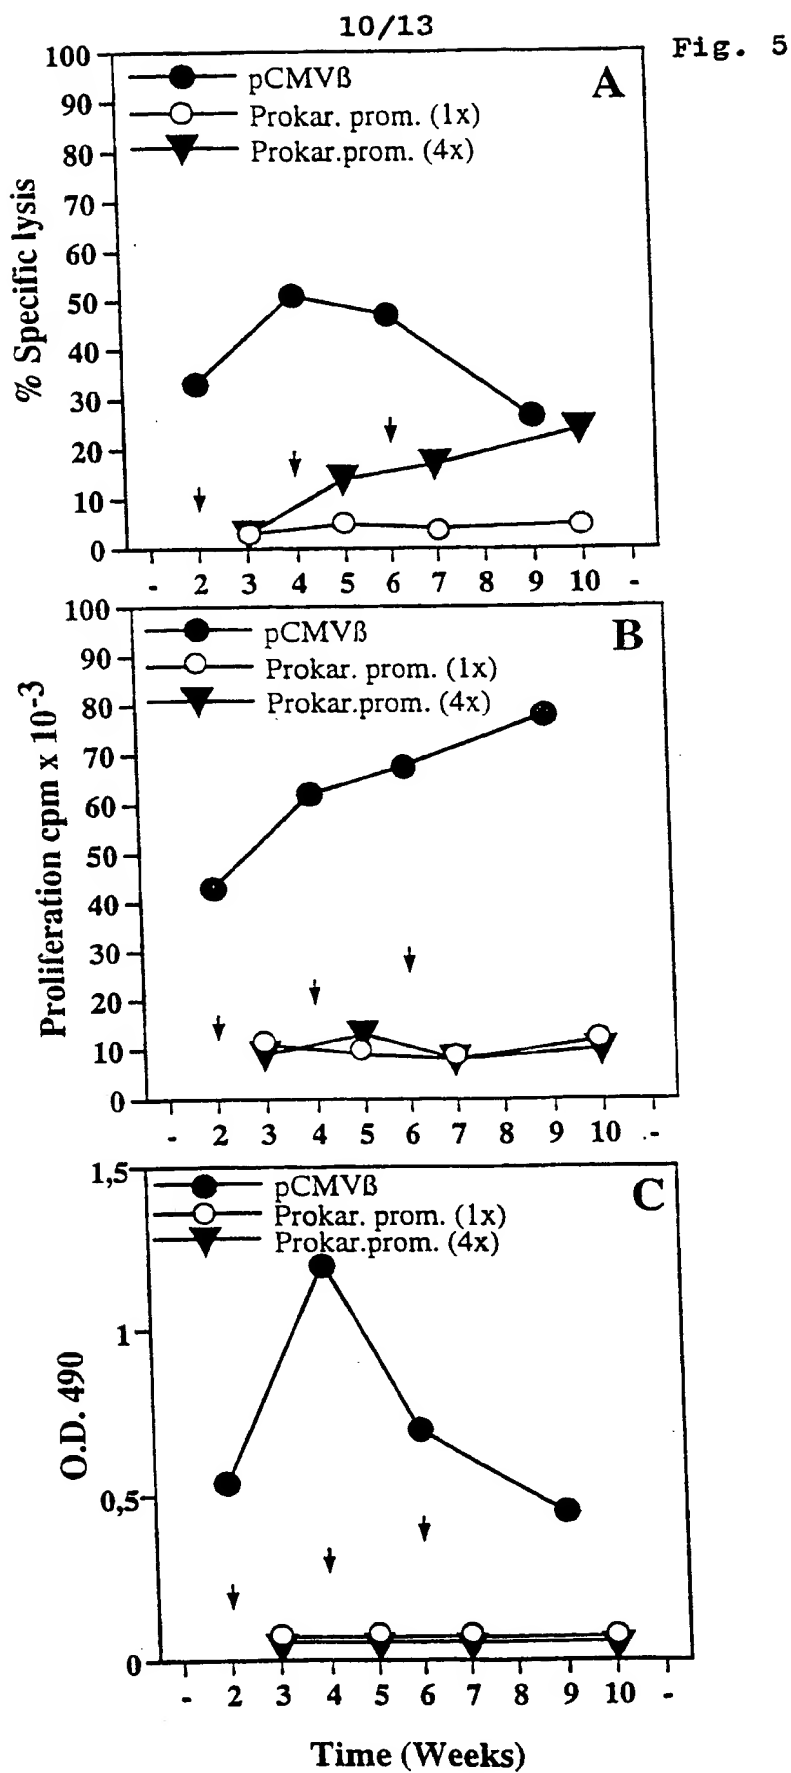 10/13
Fig. 5
A
pCMVß
Prokar. prom. (1x)
Prokar.prom. (4x)
% Specific lysis
100
90
80
70
60
50
40
30
20
10
0
- 2 3 4 5 6 7 8 9 10 -
B
pCMVß
Prokar. prom. (1x)
Prokar.prom. (4x)
Proliferation cpm x 10-3
100
90
80
70
60
50
40
30
20
10
0
- 2 3 4 5 6 7 8 9 10 -
C
pCMVß
Prokar. prom. (1x)
Prokar.prom. (4x)
O.D. 490
1,5
1
0,5
0
- 2 3 4 5 6 7 8 9 10 -
Time (Weeks)